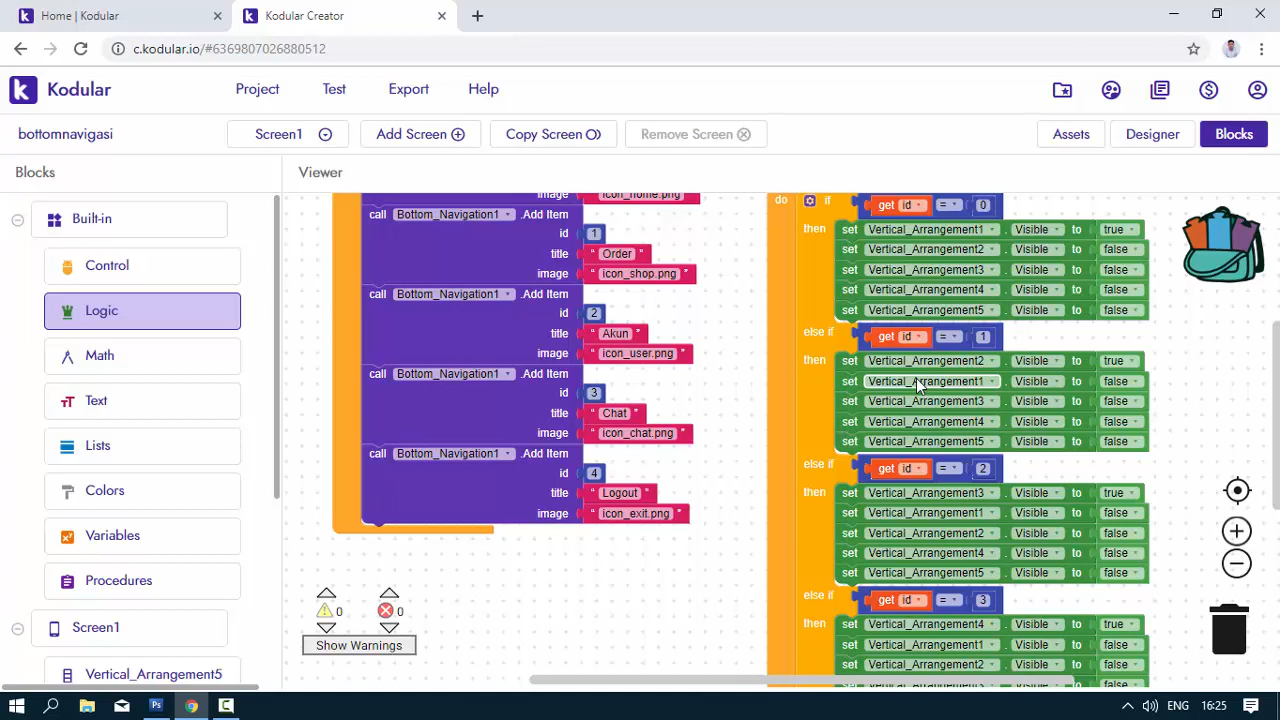 Home | Kodular
Kodular Creator
c.kodular.io/#6369807026880512
Kodular
Project
Test
Export
Help
bottomnavigasi
Screen1
Add Screen
Copy Screen
Remove Screen
Assets
Designer
Blocks
Blocks
Viewer
Built-in
Control
Logic
Math
Text
Lists
Colors
Variables
Procedures
Screen1
Vertical_Arrangement5
image " icon_home.png "
call Bottom_Navigation1 .Add Item
id 1
title " Order "
image " icon_shop.png "
call Bottom_Navigation1 .Add Item
id 2
title " Akun "
image " icon_user.png "
call Bottom_Navigation1 .Add Item
id 3
title " Chat "
image " icon_chat.png "
call Bottom_Navigation1 .Add Item
id 4
title " Logout "
image " icon_exit.png "
0 0
Show Warnings
do if get id = 0
then set Vertical_Arrangement1 . Visible to true
set Vertical_Arrangement2 . Visible to false
set Vertical_Arrangement3 . Visible to false
set Vertical_Arrangement4 . Visible to false
set Vertical_Arrangement5 . Visible to false
else if get id = 1
then set Vertical_Arrangement2 . Visible to true
set Vertical_Arrangement1 . Visible to false
set Vertical_Arrangement3 . Visible to false
set Vertical_Arrangement4 . Visible to false
set Vertical_Arrangement5 . Visible to false
else if get id = 2
then set Vertical_Arrangement3 . Visible to true
set Vertical_Arrangement1 . Visible to false
set Vertical_Arrangement2 . Visible to false
set Vertical_Arrangement4 . Visible to false
set Vertical_Arrangement5 . Visible to false
else if get id = 3
then set Vertical_Arrangement4 . Visible to true
set Vertical_Arrangement1 . Visible to false
set Vertical_Arrangement2 . Visible to false
ENG 16:25